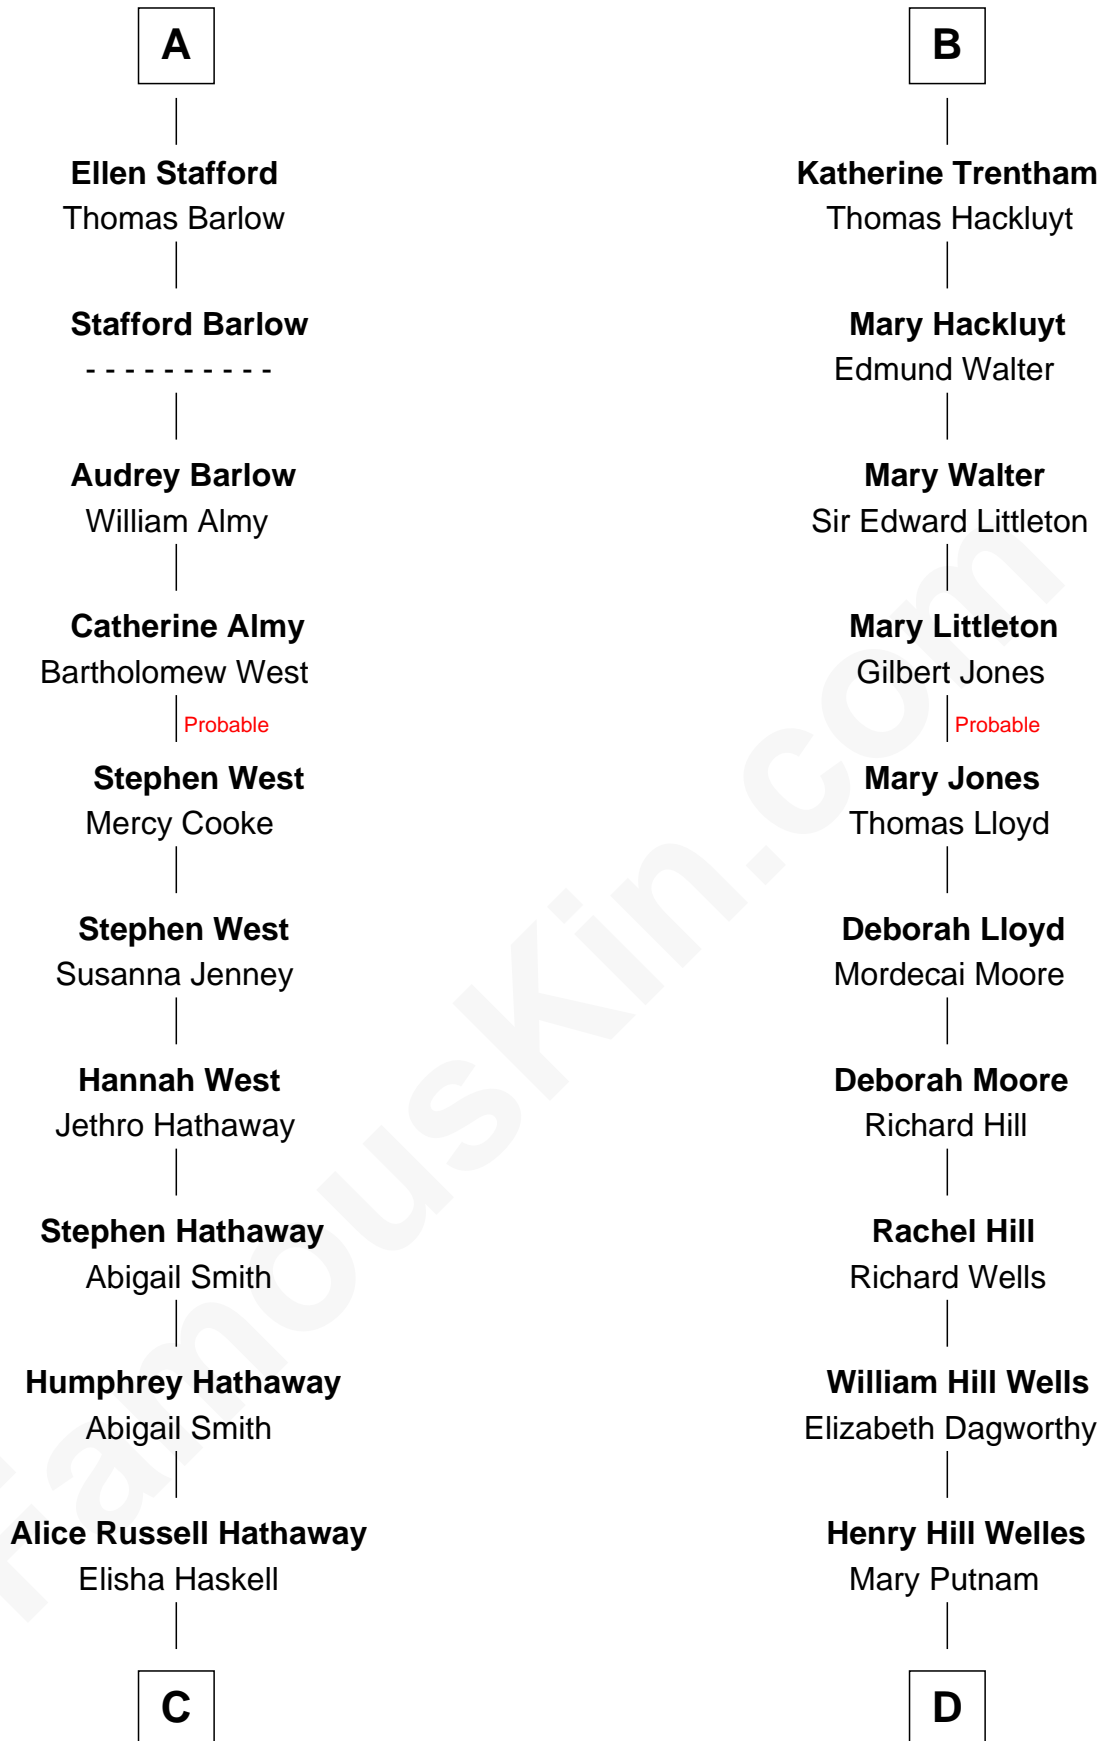 A
Ellen Stafford
Thomas Barlow
Stafford Barlow
- - - - - - - - - -
Audrey Barlow
William Almy
Catherine Almy
Bartholomew West
Probable
Stephen West
Mercy Cooke
Stephen West
Susanna Jenney
Hannah West
Jethro Hathaway
Stephen Hathaway
Abigail Smith
Humphrey Hathaway
Abigail Smith
Alice Russell Hathaway
Elisha Haskell
C
B
Katherine Trentham
Thomas Hackluyt
Mary Hackluyt
Edmund Walter
Mary Walter
Sir Edward Littleton
Mary Littleton
Gilbert Jones
Probable
Mary Jones
Thomas Lloyd
Deborah Lloyd
Mordecai Moore
Deborah Moore
Richard Hill
Rachel Hill
Richard Wells
William Hill Wells
Elizabeth Dagworthy
Henry Hill Welles
Mary Putnam
D
FamousKin.com